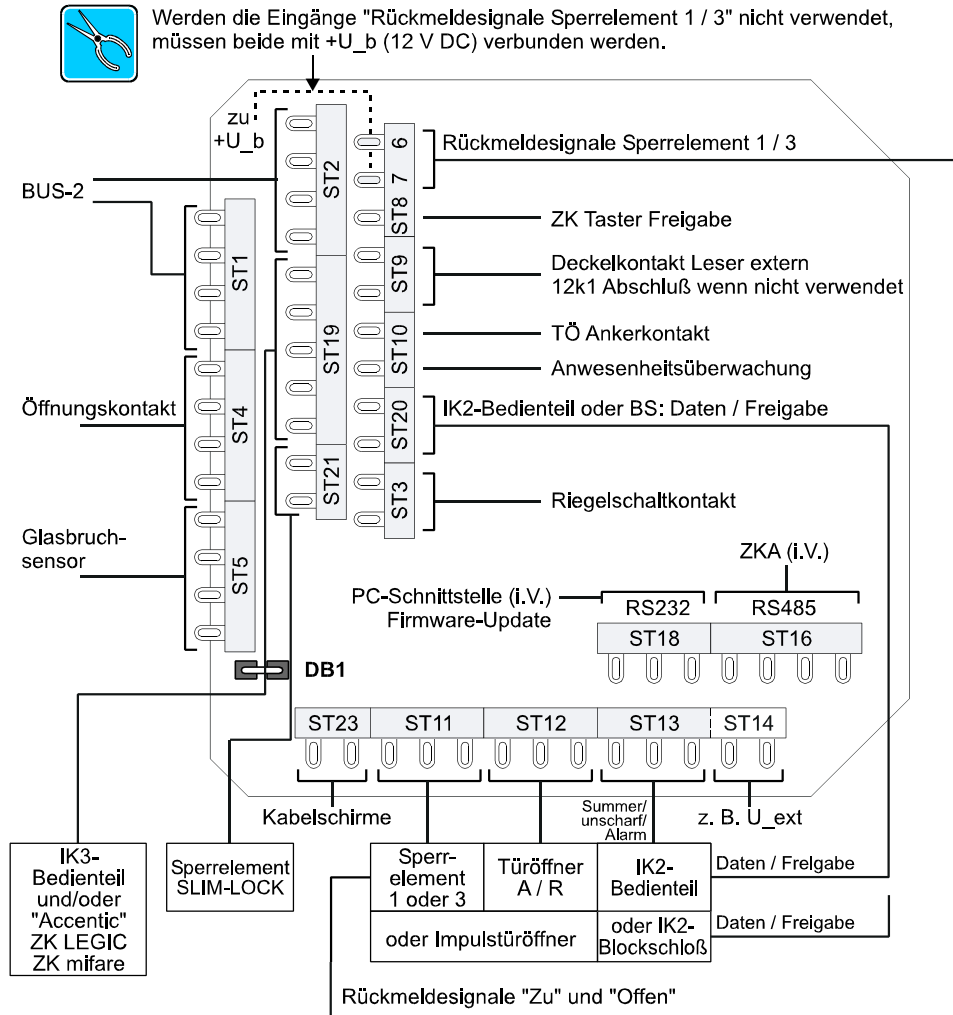 Werden die Eingänge "Rückmeldesignale Sperrelement 1 / 3" nicht verwendet,
müssen beide mit +U_b (12 V DC) verbunden werden.
zu
+U_b
ST2
6
7
Rückmeldesignale Sperrelement 1 / 3
BUS-2
ST1
ST8
ZK Taster Freigabe
ST9
Deckelkontakt Leser extern
12k1 Abschluß wenn nicht verwendet
ST19
ST10
TÖ Ankerkontakt
Anwesenheitsüberwachung
Öffnungskontakt
ST4
ST20
IK2-Bedienteil oder BS: Daten / Freigabe
ST21
ST3
Riegelschaltkontakt
Glasbruch-
sensor
ST5
ZKA (i.V.)
PC-Schnittstelle (i.V.)
Firmware-Update
RS232
RS485
ST18
ST16
DB1
ST23
ST11
ST12
ST13
ST14
Kabelschirme
Summer/
unscharf/
Alarm
z. B. U_ext
IK3-
Bedienteil
und/oder
"Accentic"
ZK LEGIC
ZK mifare
Sperrelement
SLIM-LOCK
Sperr-
element
1 oder 3
Türöffner
A / R
IK2-
Bedienteil
Daten / Freigabe
oder Impulstüröffner
oder IK2-
Blockschloß
Daten / Freigabe
Rückmeldesignale "Zu" und "Offen"